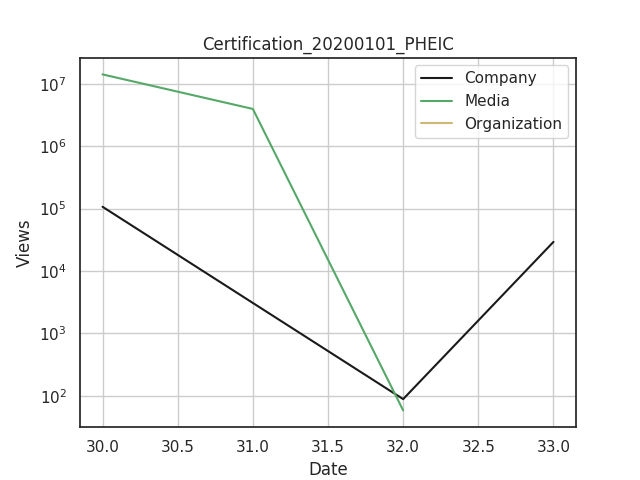 Certification_20200101_PHEIC
Company
Media
Organization
10^7
10^6
10^5
10^4
10^3
10^2
Views
30.0 30.5 31.0 31.5 32.0 32.5 33.0
Date